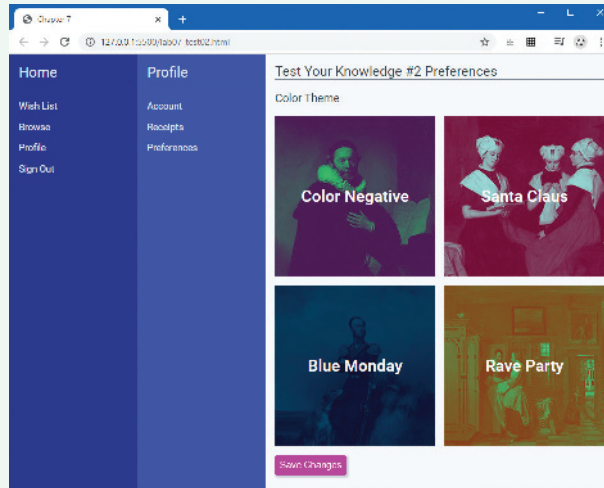 Chapter 7
127.0.0.1:5500/lab07-test02.html
Home
Wish List
Browse
Profile
Sign Out
Profile
Account
Receipts
Preferences
Test Your Knowledge #2 Preferences
Color Theme
Color Negative
Santa Claus
Blue Monday
Rave Party
Save Changes